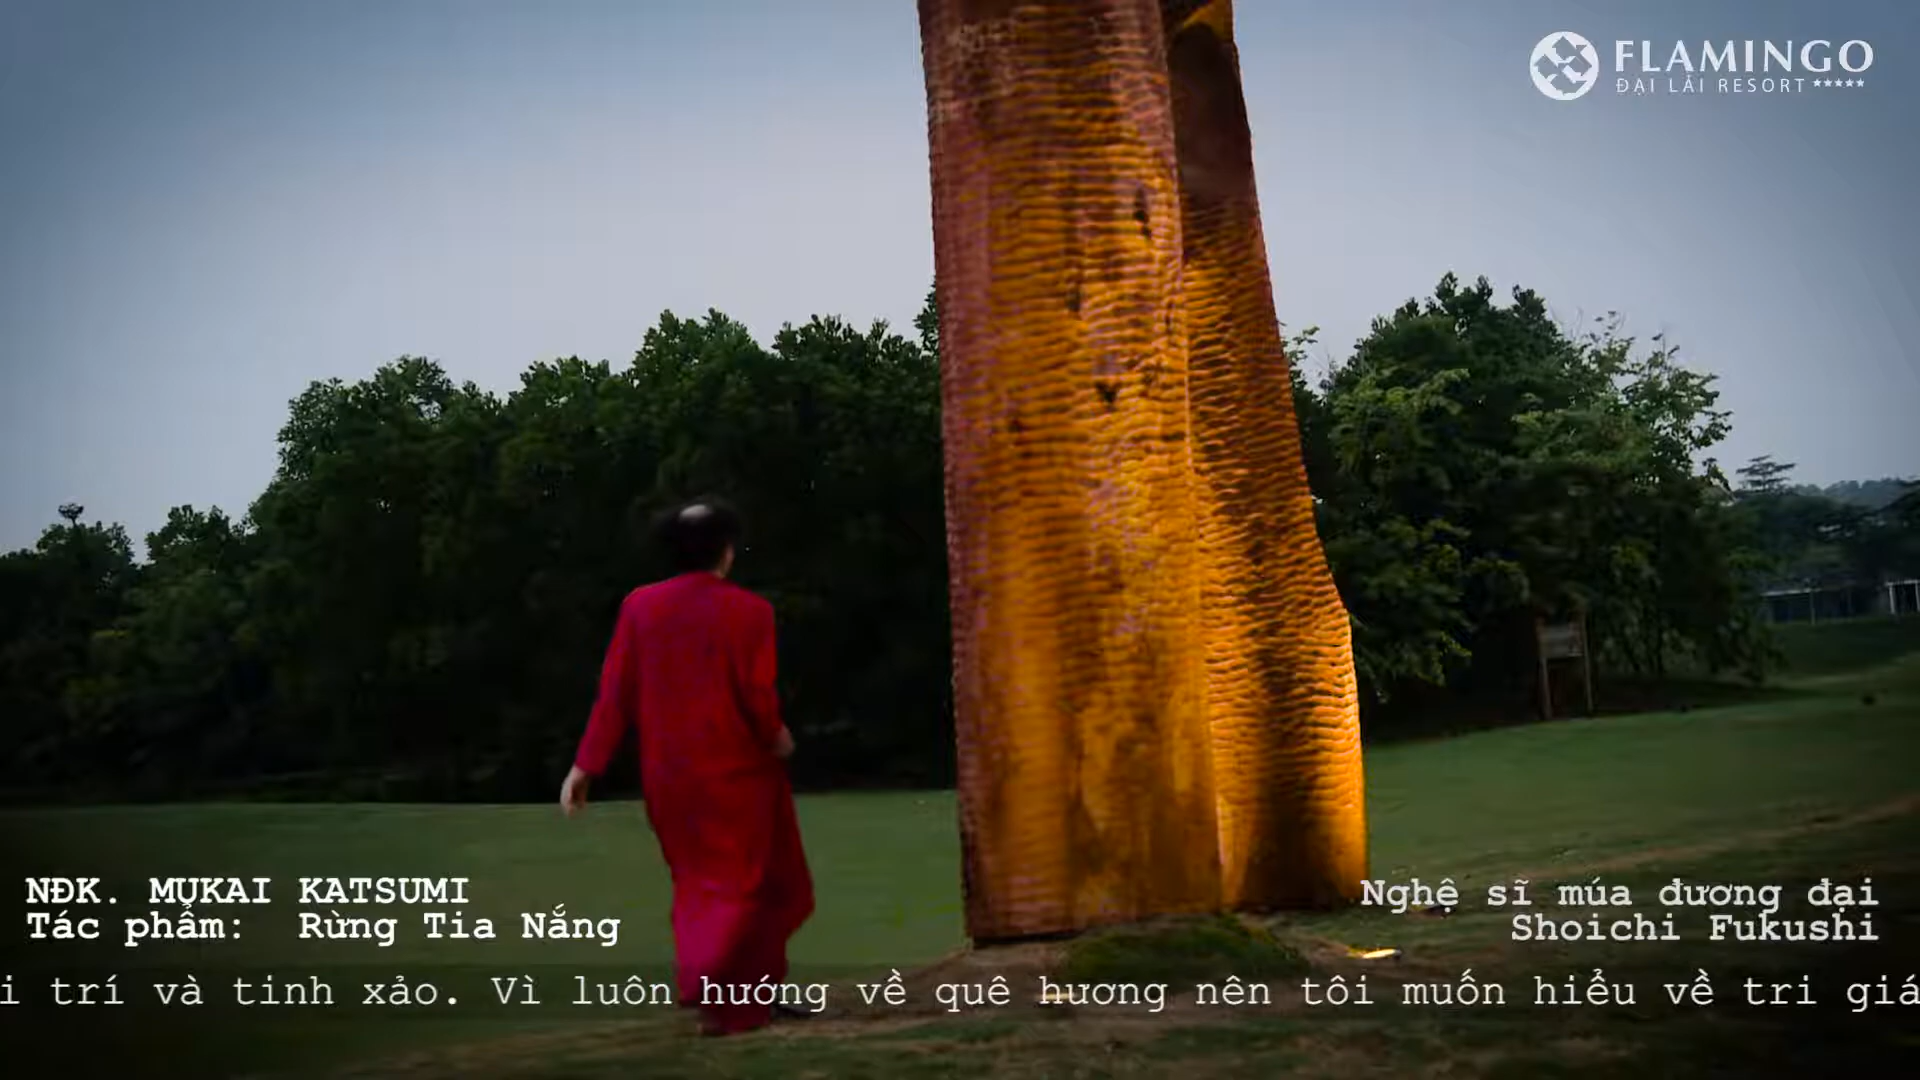 FLAMINGO
ĐẠI LẢI RESORT *****
NĐK. MUKAI KATSUMI
Tác phẩm: Rừng Tia Nắng
Nghệ sĩ múa đương đại
Shoichi Fukushi
i trí và tinh xảo. Vì luôn hướng về quê hương nên tôi muốn hiểu về tri giá